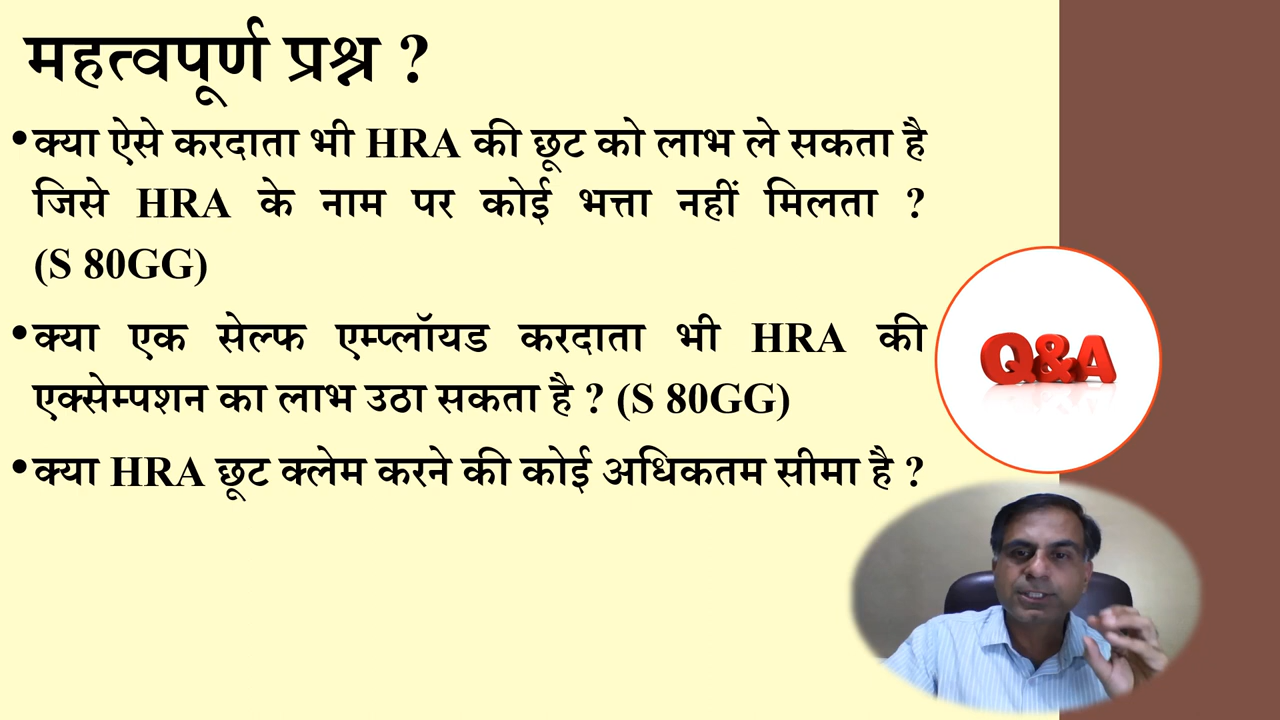 महत्वपूर्ण प्रश्न ?
•क्या ऐसे करदाता भी HRA की छूट को लाभ ले सकता है
जिसे HRA के नाम पर कोई भत्ता नहीं मिलता ?
(S 80GG)
•क्या एक सेल्फ एम्प्लॉयड करदाता भी HRA की
एक्सेम्पशन का लाभ उठा सकता है ? (S 80GG)
•क्या HRA छूट क्लेम करने की कोई अधिकतम सीमा है ?
Q&A